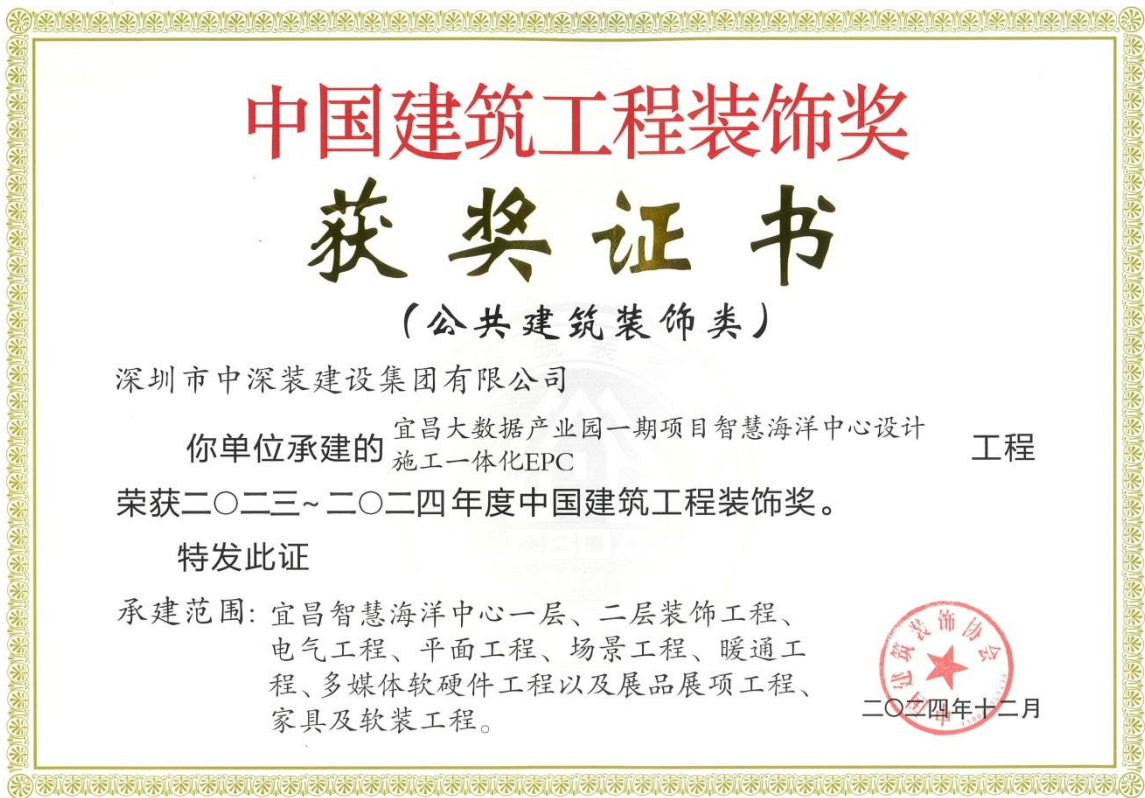 中国建筑工程装饰奖
获奖证书
（公共建筑装饰类）
深圳市中深装建设集团有限公司
你单位承建的 宜昌大数据产业园一期项目智慧海洋中心设计
施工一体化EPC 工程
荣获二〇二三~二〇二四年度中国建筑工程装饰奖。
特发此证
承建范围：宜昌智慧海洋中心一层、二层装饰工程、
电气工程、平面工程、场景工程、暖通工
程、多媒体软硬件工程以及展品展项工程、
家具及软装工程。
中国建筑装饰协会
二〇二四年十二月